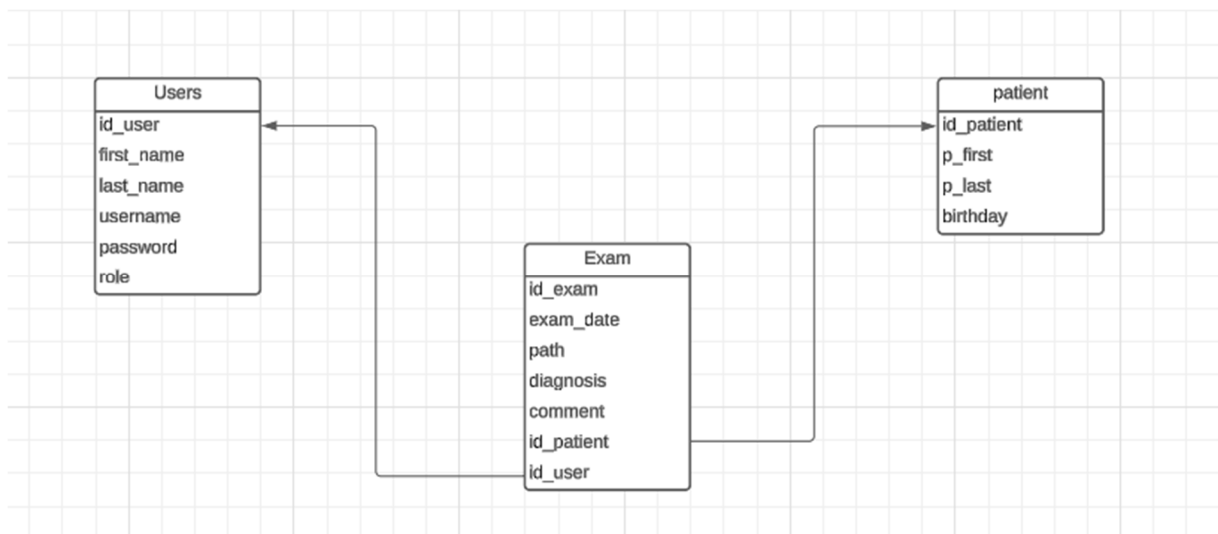 Users
id_user
first_name
last_name
username
password
role
Exam
id_exam
exam_date
path
diagnosis
comment
id_patient
id_user
patient
id_patient
p_first
p_last
birthday